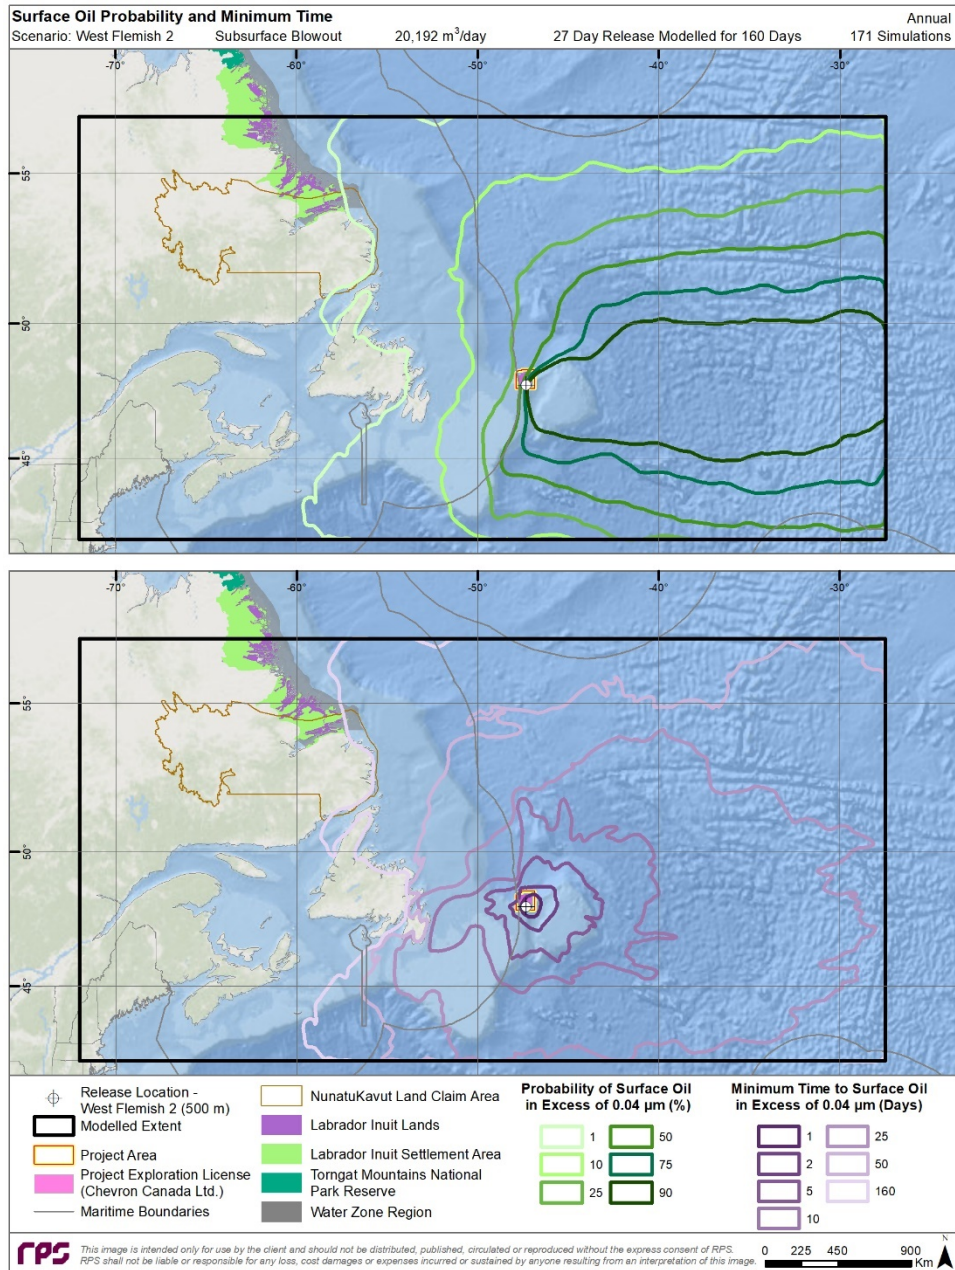 Surface Oil Probability and Minimum Time Annual
Scenario: West Flemish 2 Subsurface Blowout 20,192 m³/day 27 Day Release Modelled for 160 Days 171 Simulations
-70° -60° -50° -40° -30°
55°
50°
45°
-70° -60° -50° -40° -30°
55°
50°
45°
Release Location -
West Flemish 2 (500 m)
Modelled Extent
Project Area
Project Exploration License
(Chevron Canada Ltd.)
Maritime Boundaries
NunatuKavut Land Claim Area
Labrador Inuit Lands
Labrador Inuit Settlement Area
Torngat Mountains National
Park Reserve
Water Zone Region
Probability of Surface Oil
in Excess of 0.04 µm (%)
1 50
10 75
25 90
Minimum Time to Surface Oil
in Excess of 0.04 µm (Days)
1 25
2 50
5 160
10
rps
This image is intended only for use by the client and should not be distributed, published, circulated or reproduced without the express consent of RPS.
RPS shall not be liable or responsible for any loss, cost damages or expenses incurred or sustained by anyone resulting from an interpretation of this image.
0 225 450 900
Km
N